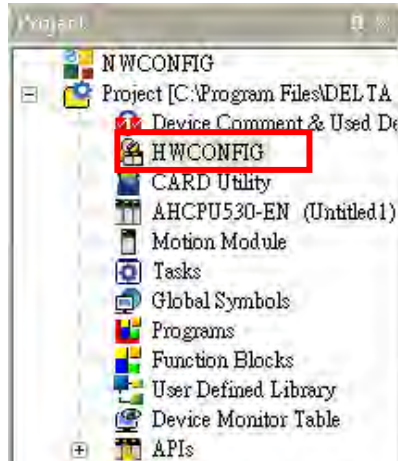 Project
NWCONFIG
Project [C:\Program Files\DELTA
Device Comment & Used De
HWCONFIG
CARD Utility
AHCPU530-EN (Untitled1)
Motion Module
Tasks
Global Symbols
Programs
Function Blocks
User Defined Library
Device Monitor Table
APIs